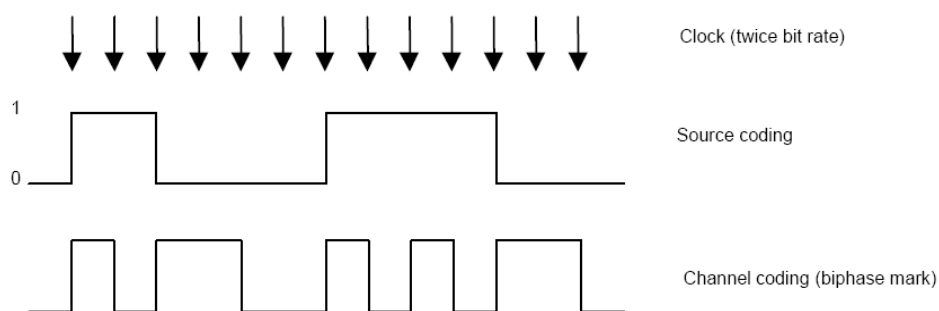 Clock (twice bit rate)
1
Source coding
0
Channel coding (biphase mark)